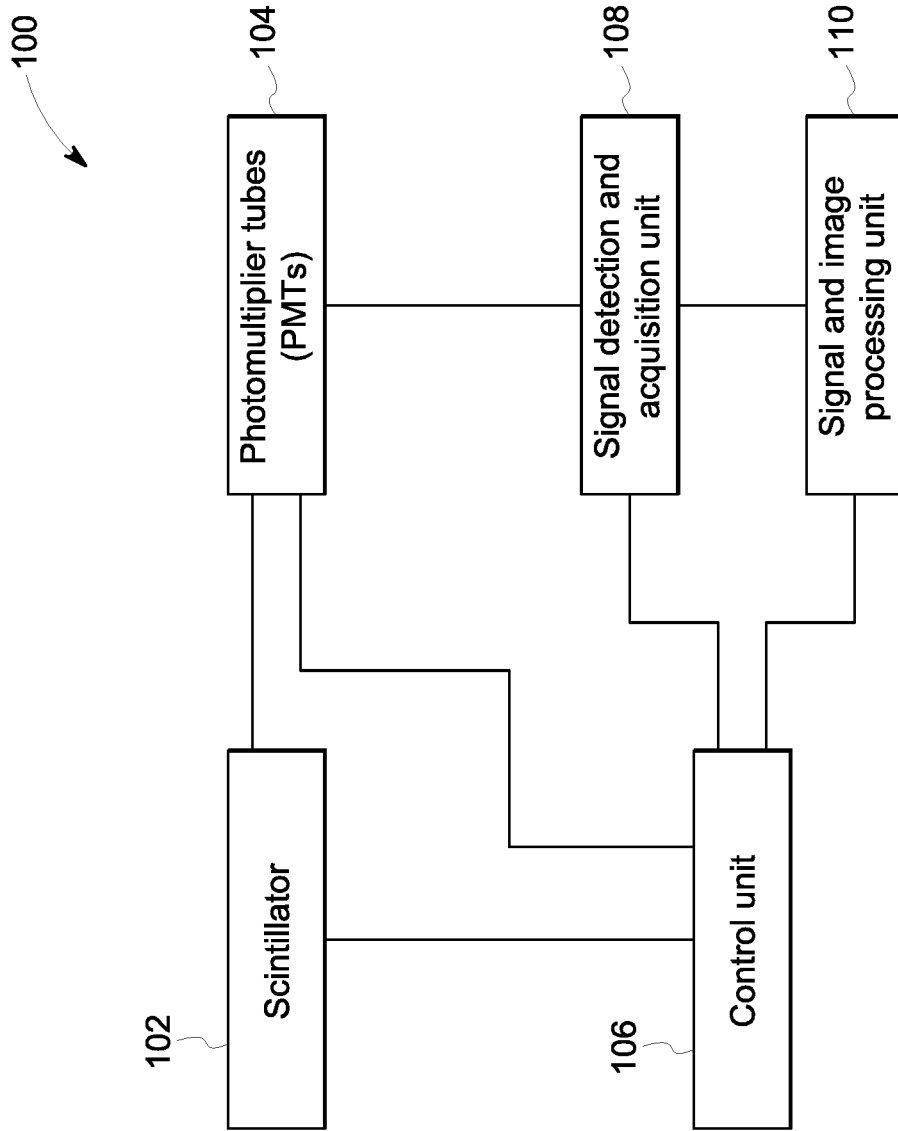 100
102
Scintillator
104
Photomultiplier tubes
(PMTs)
106
Control unit
108
Signal detection and
acquisition unit
110
Signal and image
processing unit